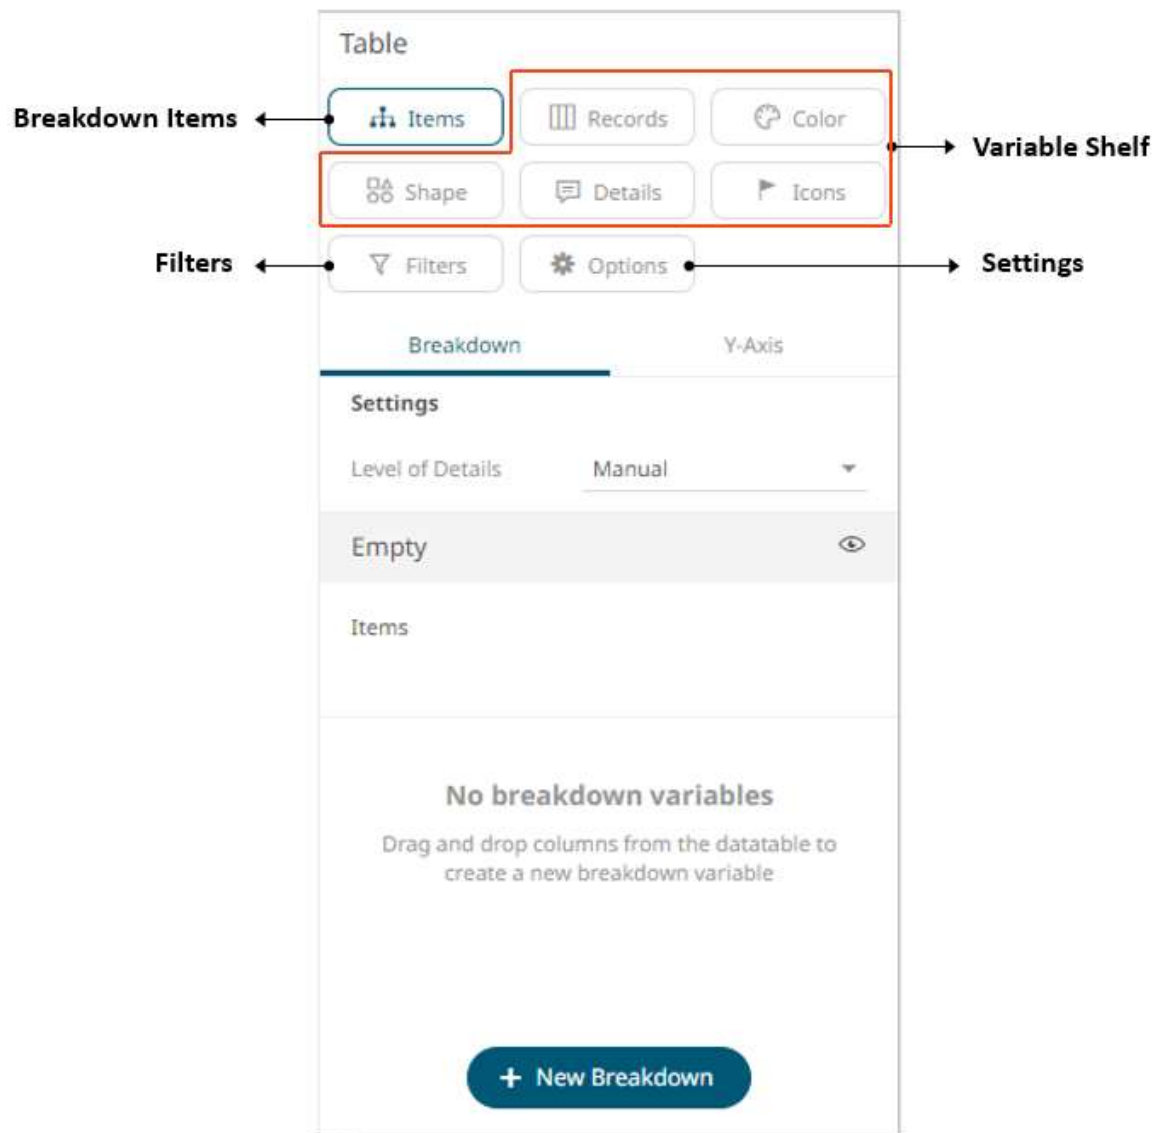 Table
Breakdown Items
Items
Records
Color
Variable Shelf
Shape
Details
Icons
Filters
Filters
Options
Settings
Breakdown
Y-Axis
Settings
Level of Details
Manual
Empty
Items
No breakdown variables
Drag and drop columns from the datatable to
create a new breakdown variable
+ New Breakdown